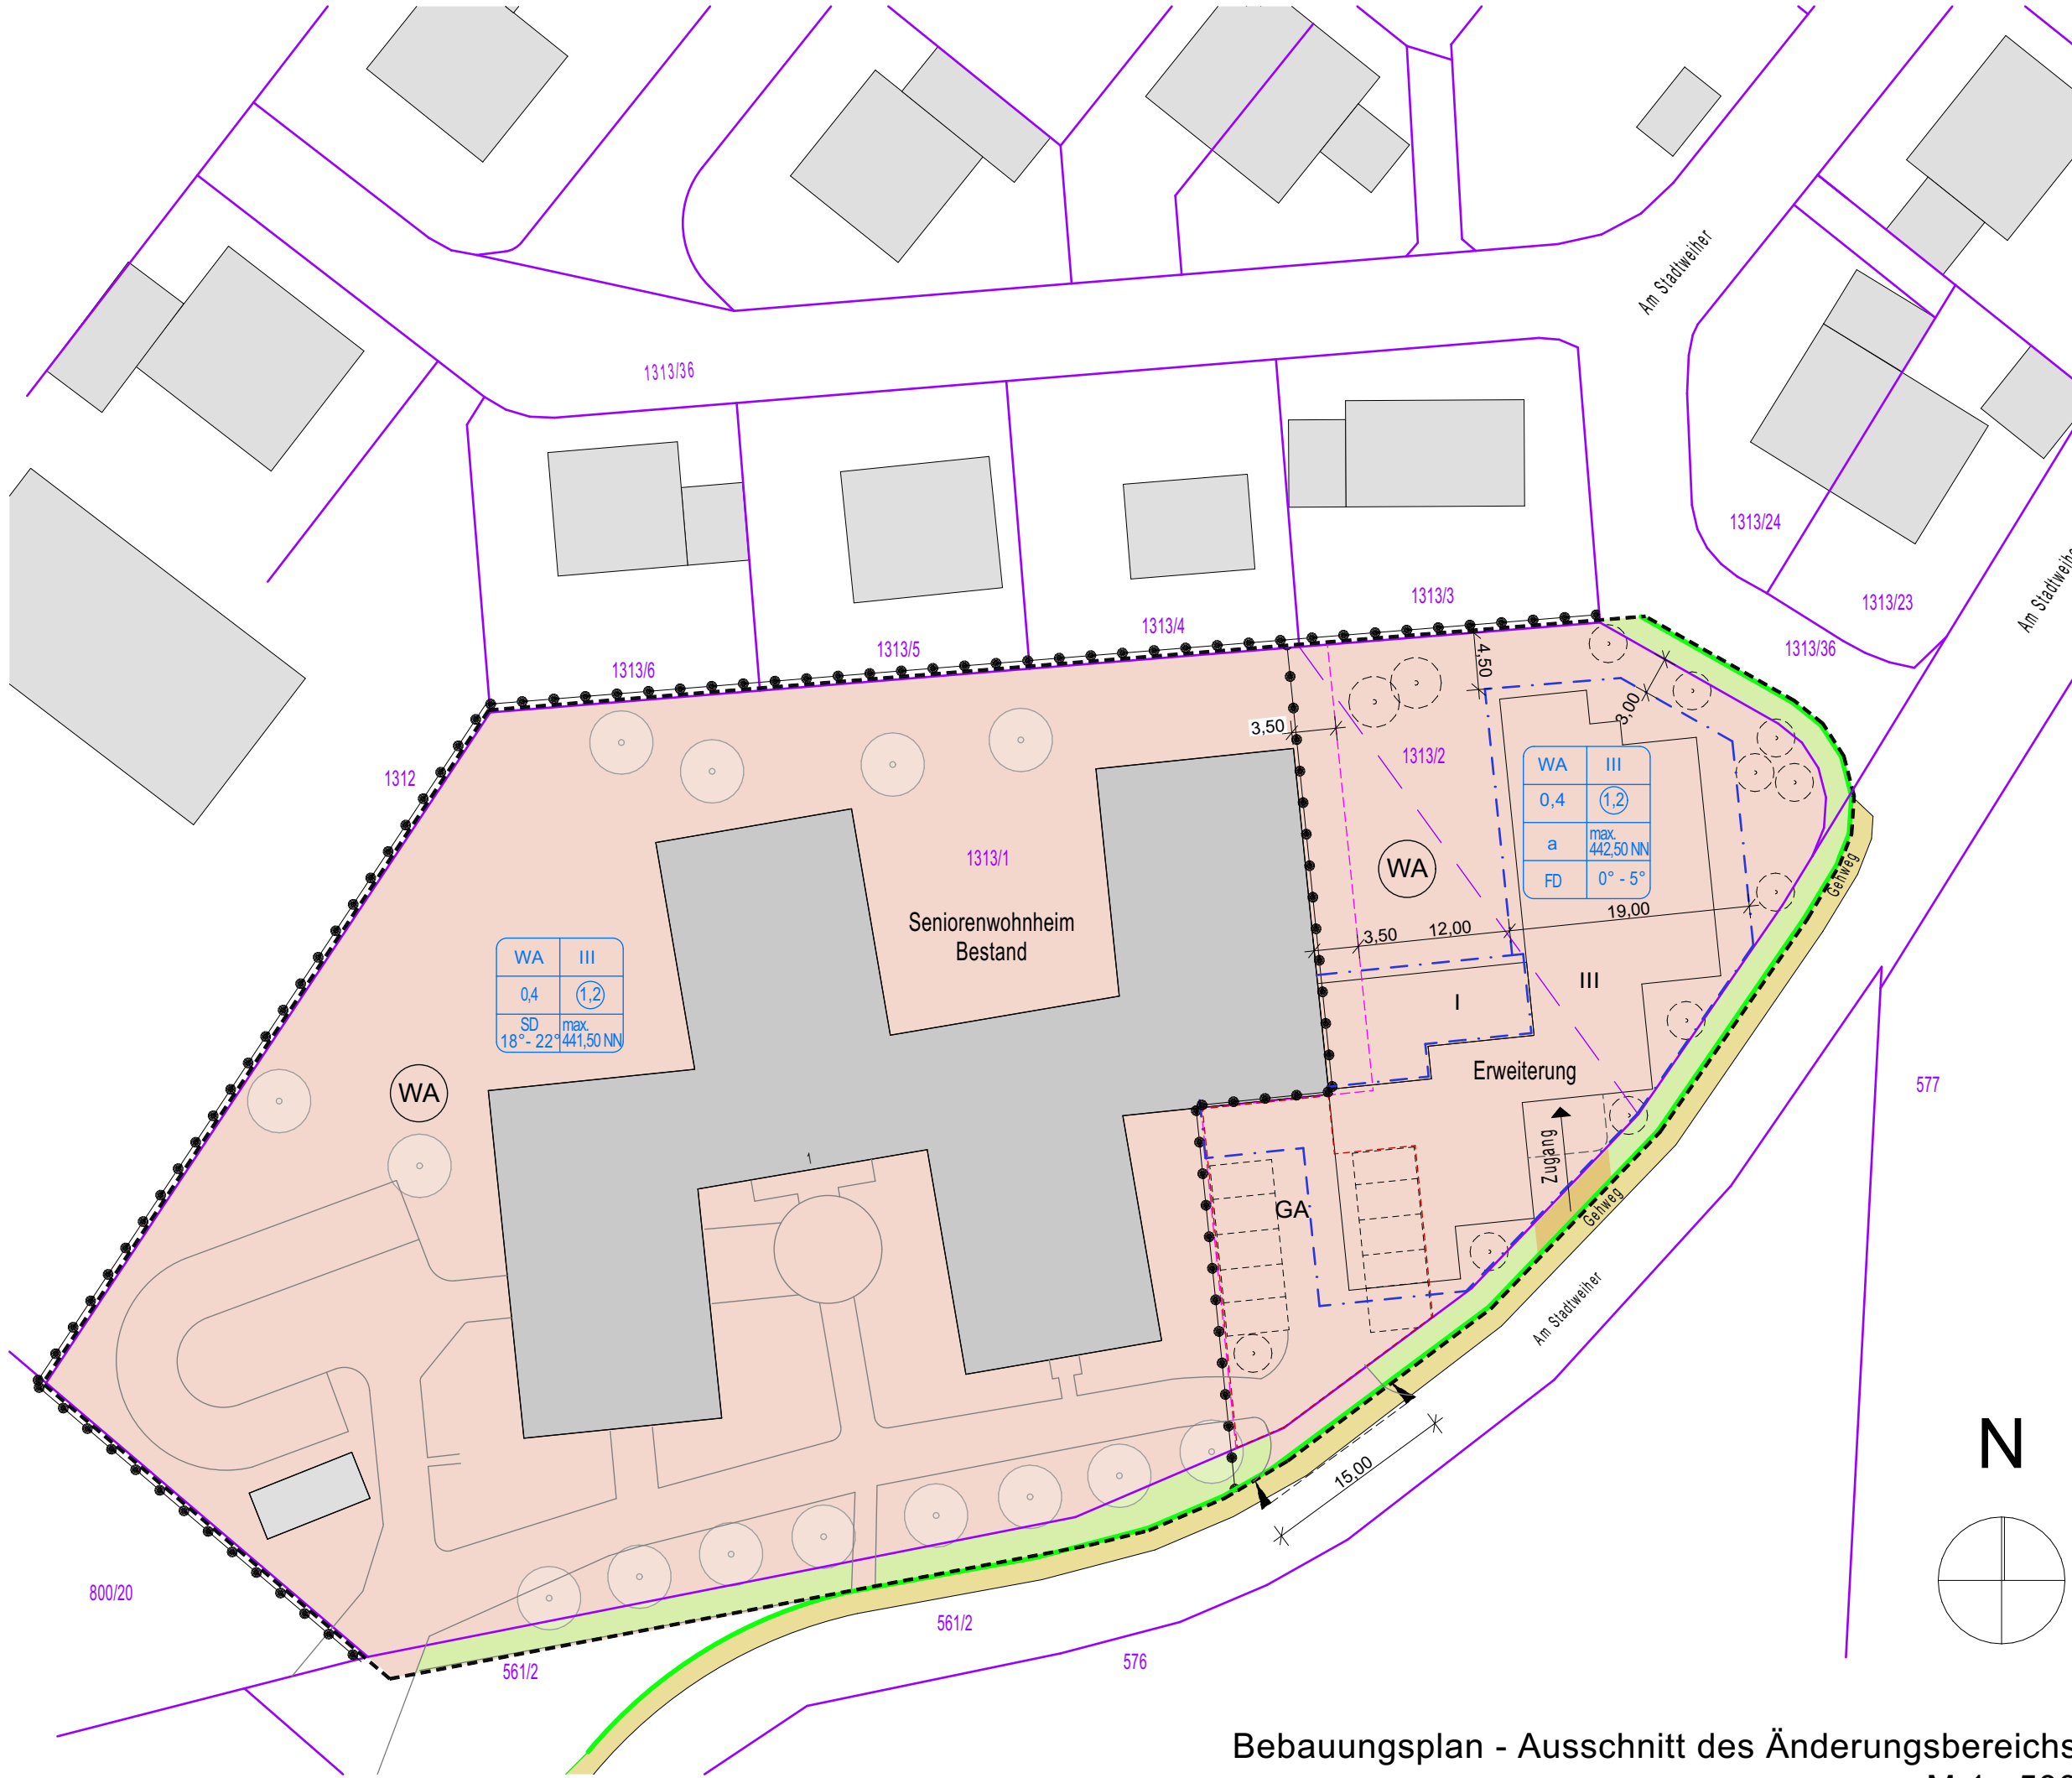 Am Stadtweiher
1313/36
1313/24
Am Stadtweihe
1313/3
1313/23
1313/4
1313/36
1313/5
1313/6
4,50
3,00
3,50
1313/2
1312
WA III
0,4 1,2
a max. 442,50 NN
FD 0° - 5°
1313/1
WA
Gehweg
Seniorenwohnheim
Bestand
3,50 12,00 19,00
WA III
0,4 1,2
SD max.
18°- 22° 441,50 NN
III
I
Erweiterung
577
WA
Zugang
1
GA
Gehweg
Am Stadtweiher
15,00
N
800/20
561/2
561/2
576
Bebauungsplan - Ausschnitt des Änderungsbereichs